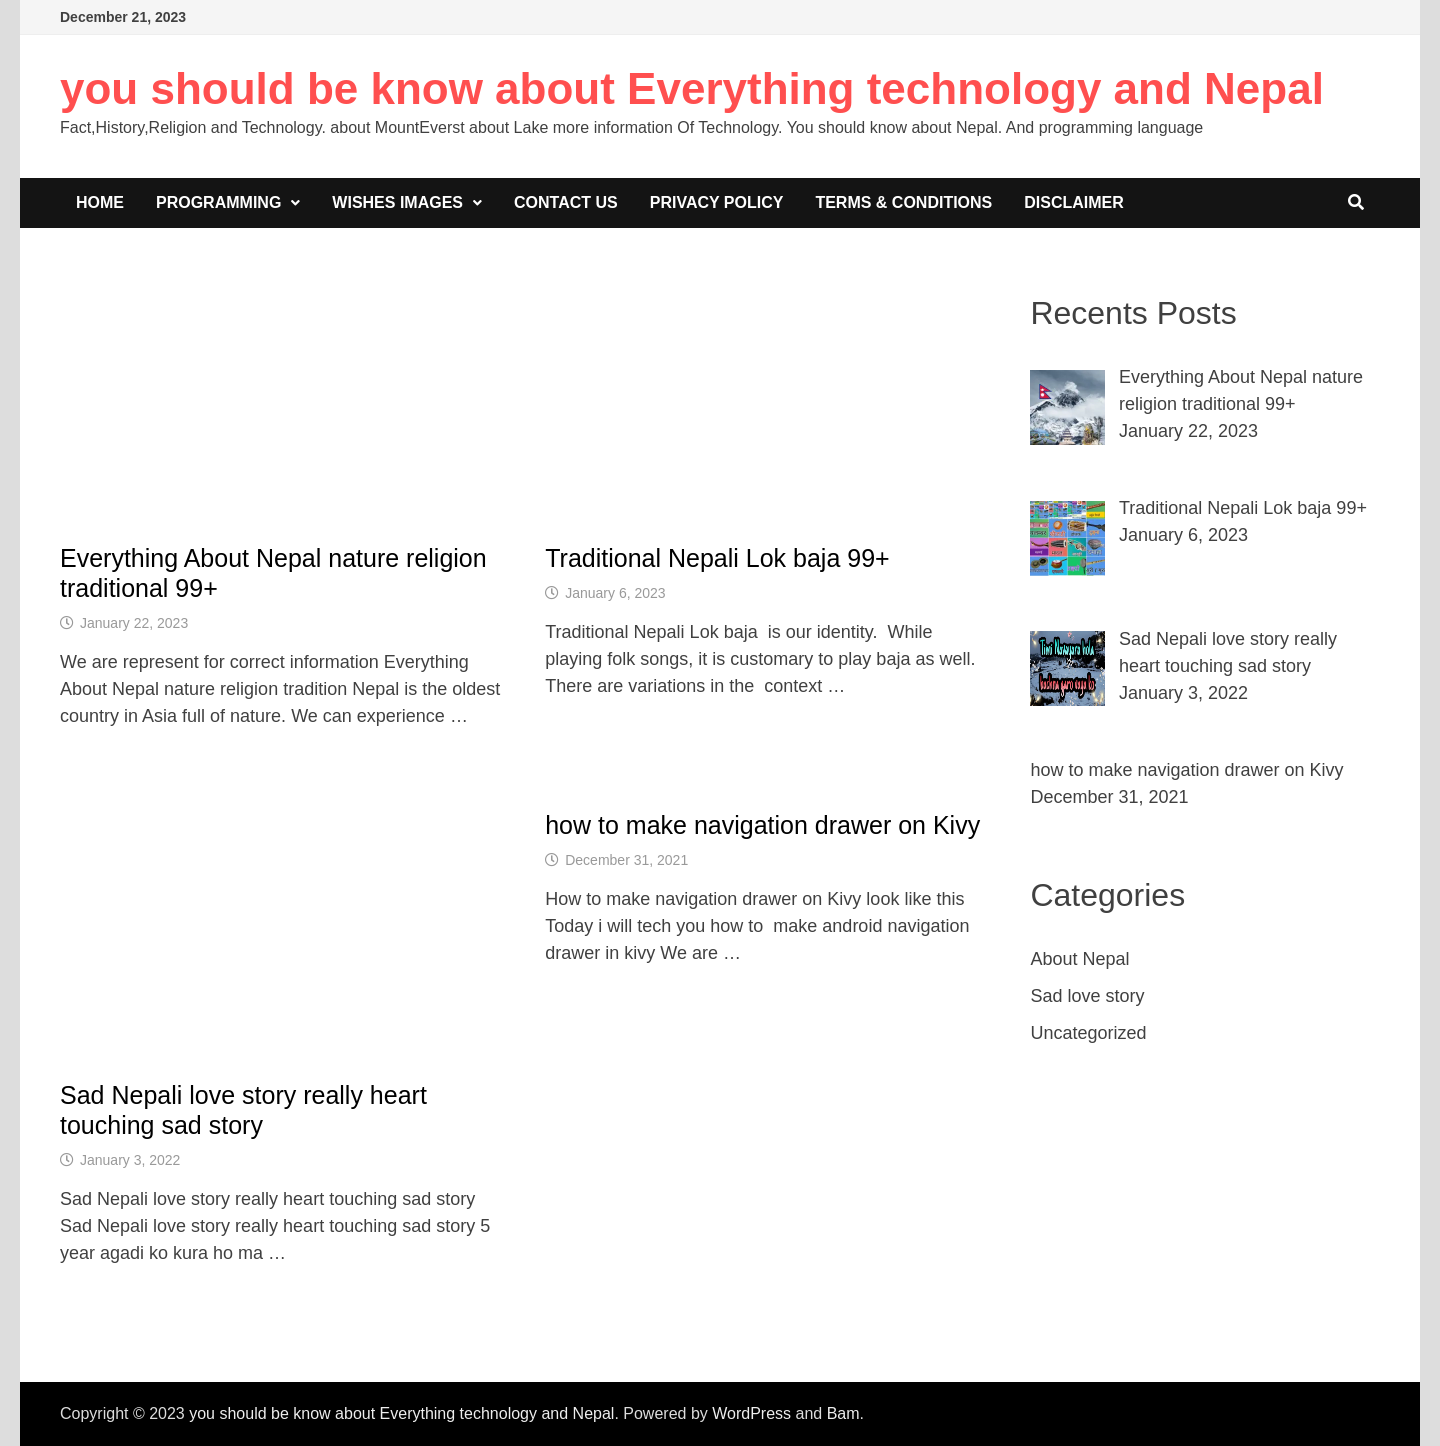 December 21, 2023
you should be know about Everything technology and Nepal
Fact,History,Religion and Technology. about MountEverst about Lake more information Of Technology. You should know about Nepal. And programming language
HOME PROGRAMMING WISHES IMAGES CONTACT US PRIVACY POLICY TERMS & CONDITIONS DISCLAIMER
Everything About Nepal nature religion
traditional 99+
January 22, 2023
We are represent for correct information Everything
About Nepal nature religion tradition Nepal is the oldest
country in Asia full of nature. We can experience …
Traditional Nepali Lok baja 99+
January 6, 2023
Traditional Nepali Lok baja  is our identity.  While
playing folk songs, it is customary to play baja as well.
There are variations in the  context …
Sad Nepali love story really heart
touching sad story
January 3, 2022
Sad Nepali love story really heart touching sad story
Sad Nepali love story really heart touching sad story 5
year agadi ko kura ho ma …
how to make navigation drawer on Kivy
December 31, 2021
How to make navigation drawer on Kivy look like this
Today i will tech you how to  make android navigation
drawer in kivy We are …
Recents Posts
Everything About Nepal nature
religion traditional 99+
January 22, 2023
Traditional Nepali Lok baja 99+
January 6, 2023
Sad Nepali love story really
heart touching sad story
January 3, 2022
how to make navigation drawer on Kivy
December 31, 2021
Categories
About Nepal
Sad love story
Uncategorized
Copyright © 2023 you should be know about Everything technology and Nepal. Powered by WordPress and Bam.